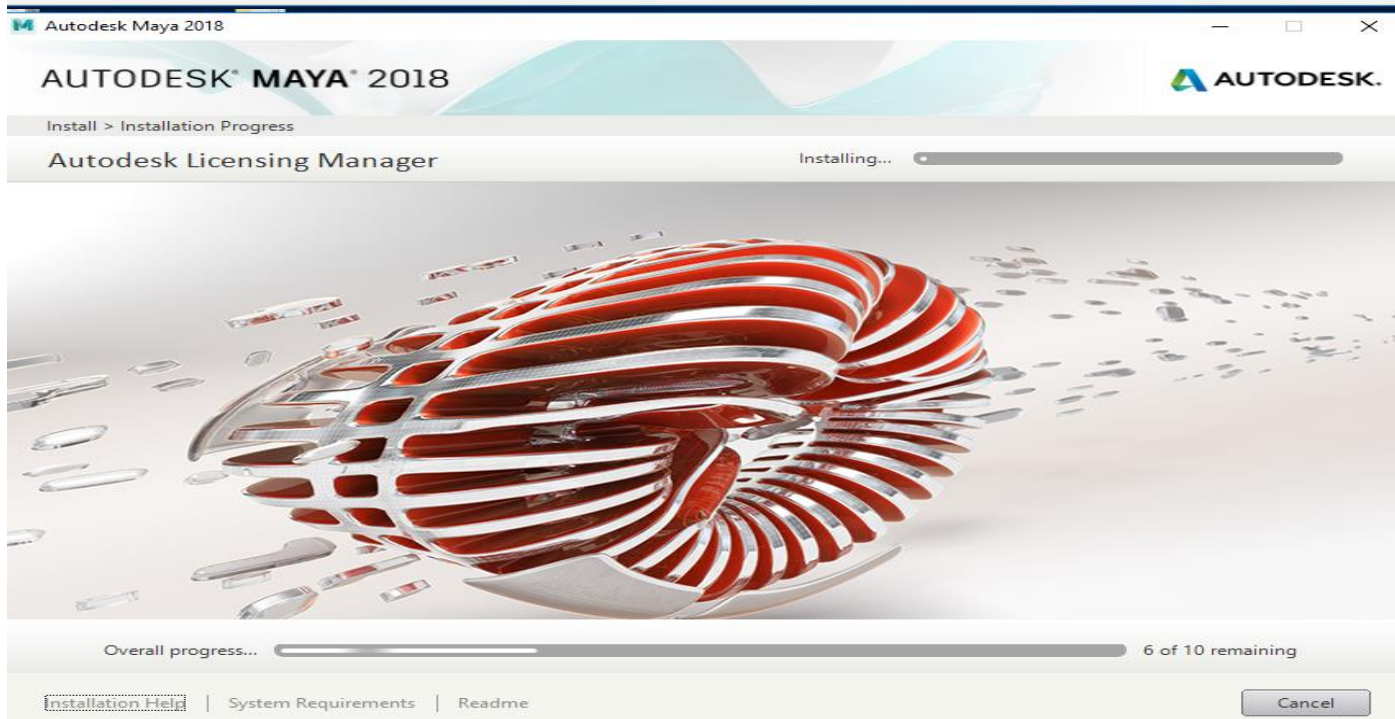 Autodesk Maya 2018
AUTODESK® MAYA® 2018
AUTODESK.
Install > Installation Progress
Autodesk Licensing Manager
Installing...
Overall progress...
6 of 10 remaining
Installation Help | System Requirements | Readme
Cancel